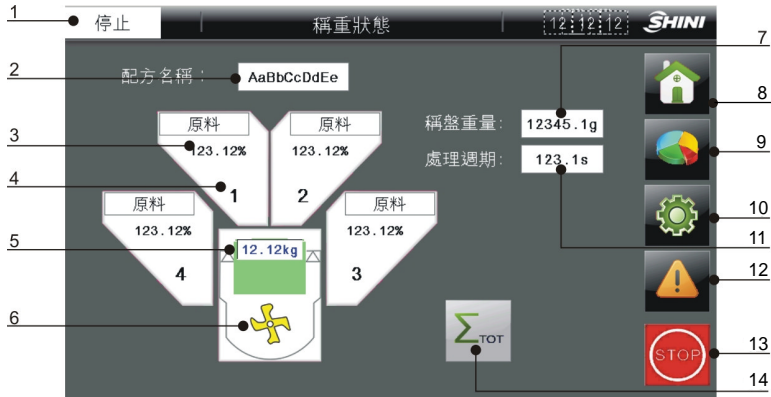 1
停止
稱重狀態
12:12:12
SHINI
7
2
配方名稱：
AaBbCcDdEe
8
3
原料
123.12%
1
原料
2
稱盤重量：
12345.1g
處理週期：
123.1s
9
4
原料
123.12%
4
原料
123.12%
3
10
11
5
12.12kg
12
6
ΣTOT
STOP
13
14